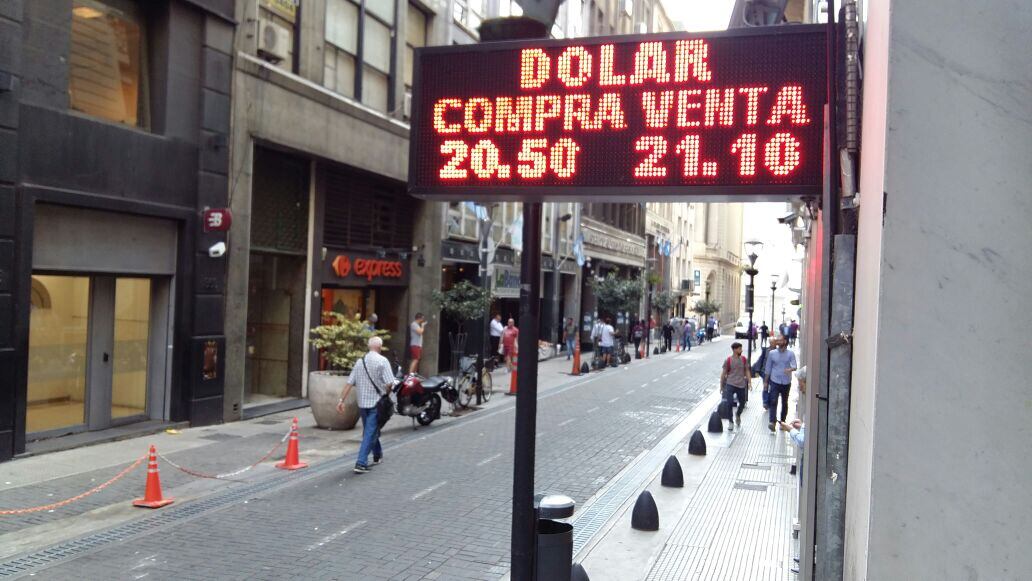 DOLAR
COMPRA VENTA
20.50 21.10
express